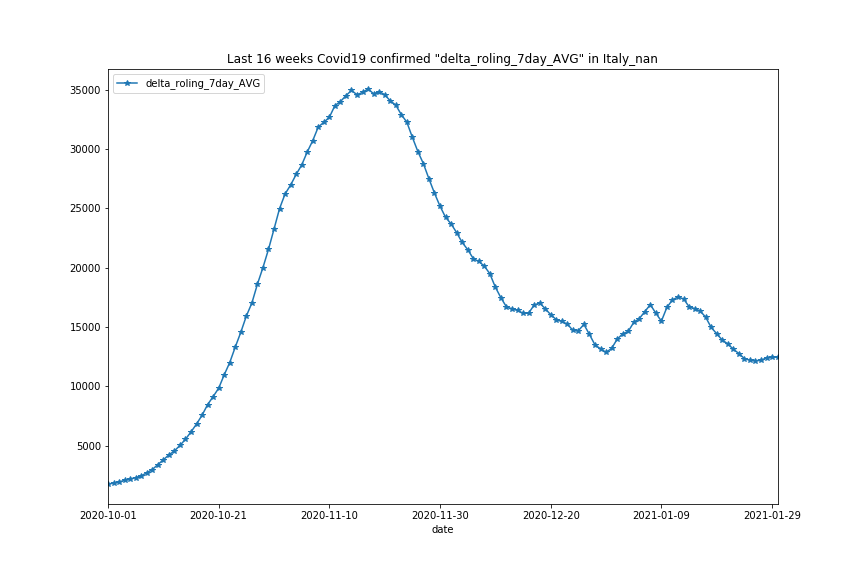 Last 16 weeks Covid19 confirmed "delta_roling_7day_AVG" in Italy_nan
delta_roling_7day_AVG
35000
30000
25000
20000
15000
10000
5000
2020-10-01 2020-10-21 2020-11-10 2020-11-30 2020-12-20 2021-01-09 2021-01-29
date